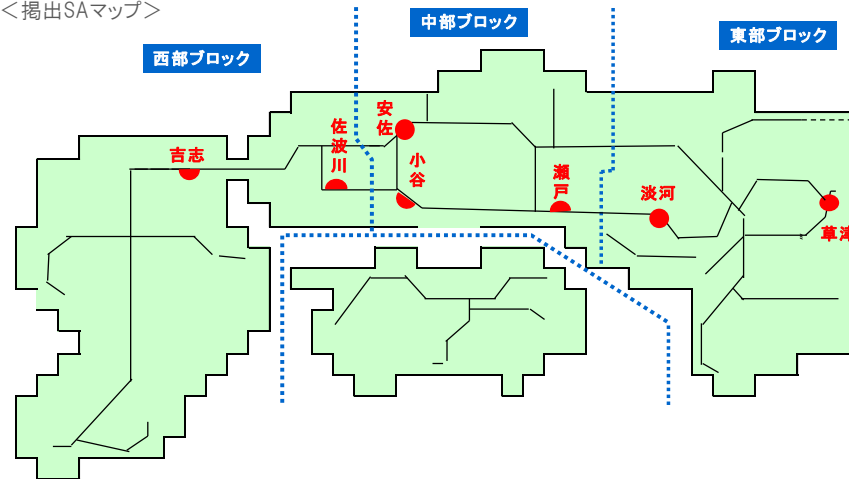 ＜掲出SAマップ＞
中部ブロック
東部ブロック
西部ブロック
安佐
佐波川
吉志
小谷
瀬戸
淡河
草津